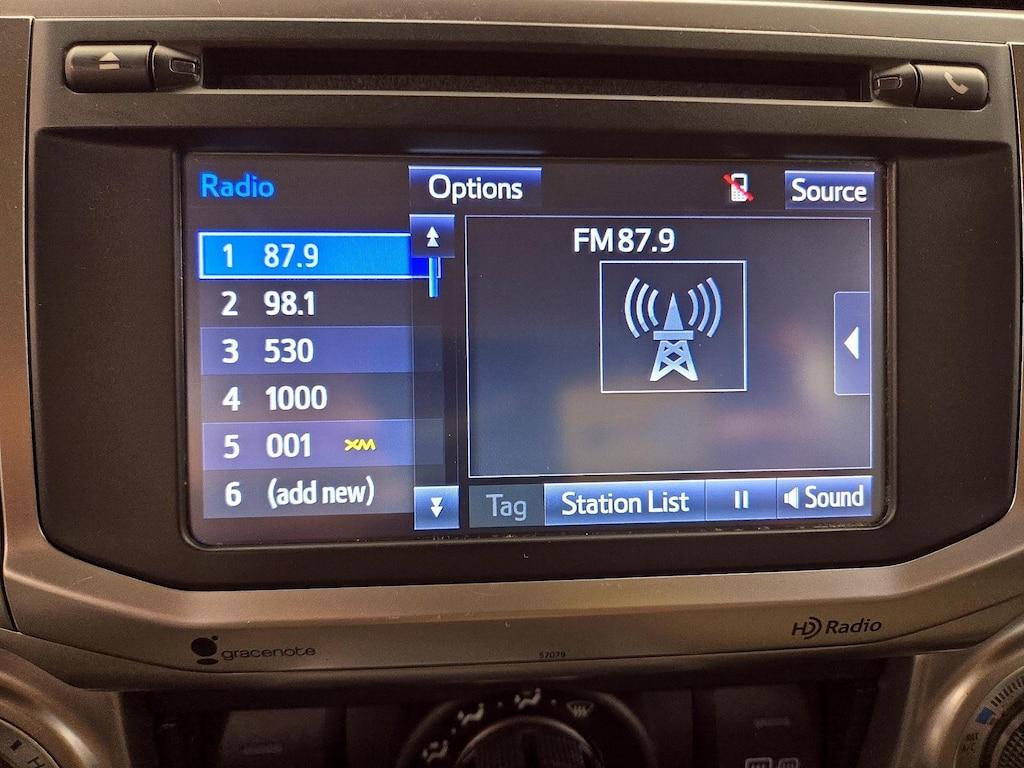 Radio
Options
Source
1 87.9
2 98.1
3 530
4 1000
5 001 XM
6 (add new)
FM 87.9
Tag
Station List
Sound
gracenote
57079
HD Radio
MAX
A/C
H